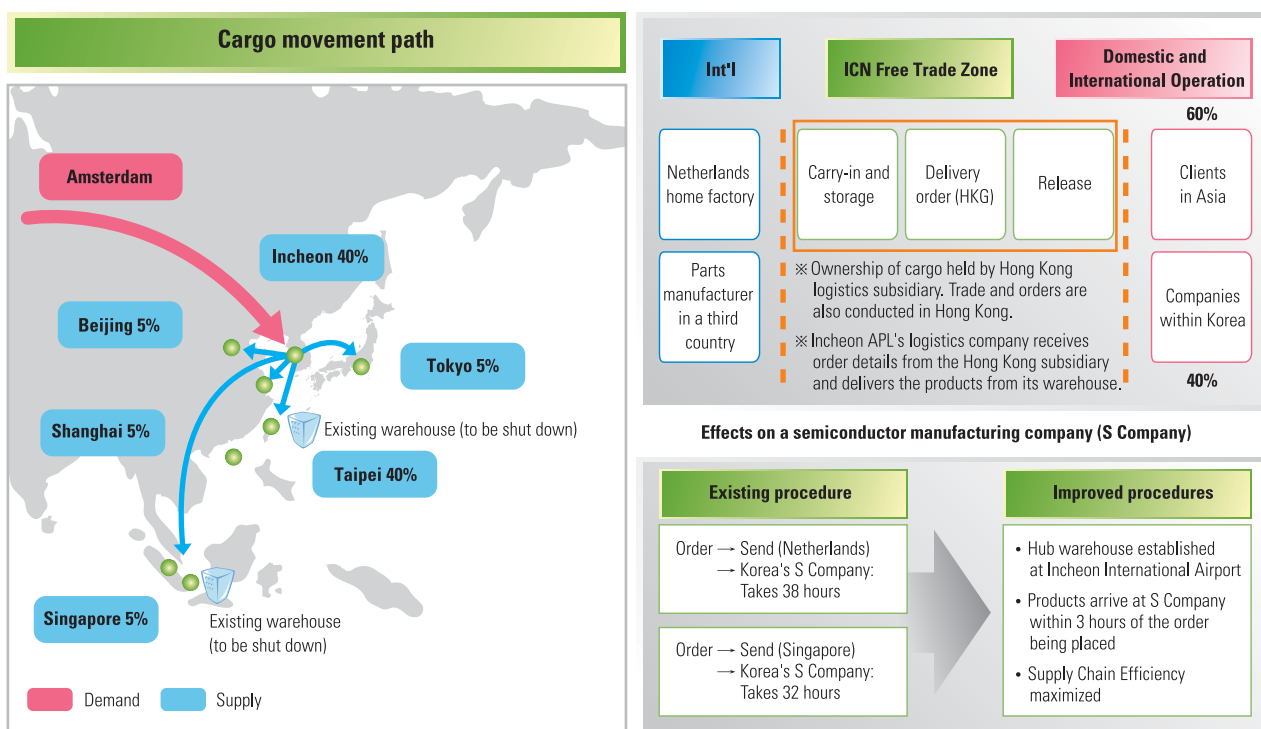 Cargo movement path
Amsterdam
Incheon 40%
Beijing 5%
Tokyo 5%
Shanghai 5%
Existing warehouse (to be shut down)
Taipei 40%
Singapore 5%
Existing warehouse
(to be shut down)
Demand
Supply
Int'l
ICN Free Trade Zone
Domestic and
International Operation
60%
Netherlands
home factory
Carry-in and
storage
Delivery
order (HKG)
Release
Clients
in Asia
Parts
manufacturer
in a third
country
※ Ownership of cargo held by Hong Kong
logistics subsidiary. Trade and orders are
also conducted in Hong Kong.
※ Incheon APL's logistics company receives
order details from the Hong Kong subsidiary
and delivers the products from its warehouse.
Companies
within Korea
40%
Effects on a semiconductor manufacturing company (S Company)
Existing procedure
Order → Send (Netherlands)
→ Korea's S Company:
Takes 38 hours
Order → Send (Singapore)
→ Korea's S Company:
Takes 32 hours
Improved procedures
• Hub warehouse established
at Incheon International Airport
• Products arrive at S Company
within 3 hours of the order
being placed
• Supply Chain Efficiency
maximized